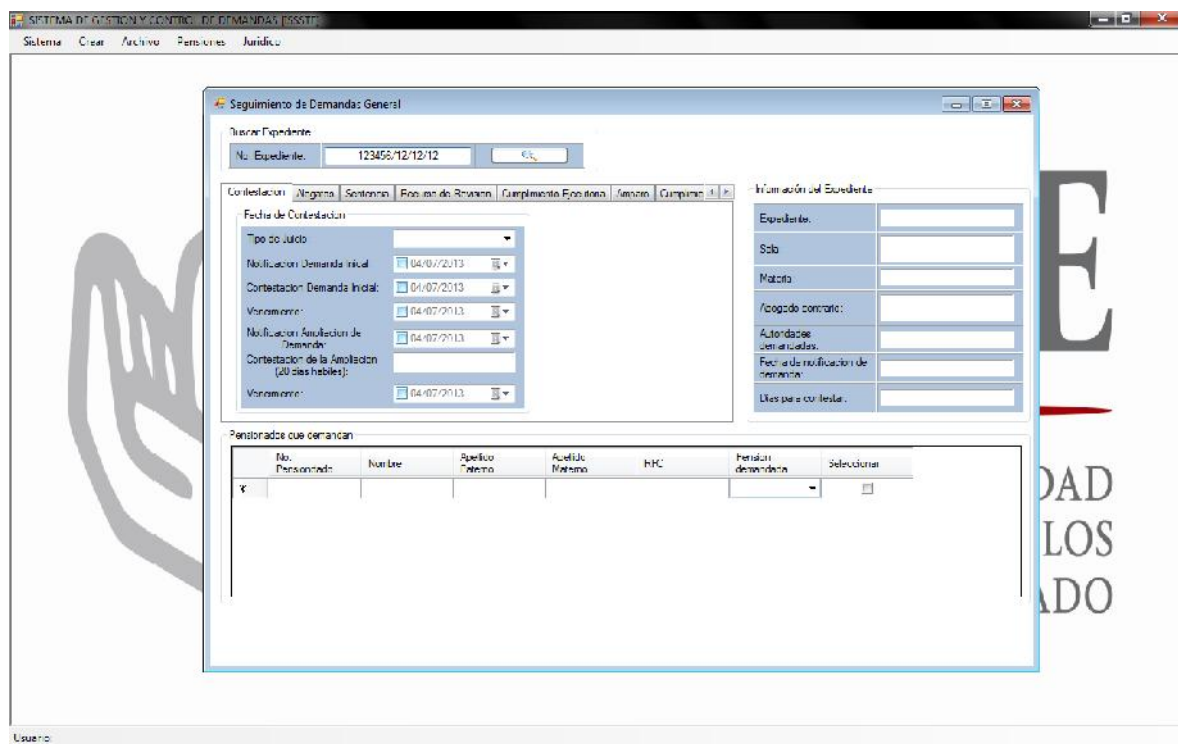 SISTEMA DE GESTION Y CONTROL DE DEMANDAS [ISSSTE]
Sistema Crear Archivo Pensiones Juridico
Seguimiento de Demandas General
Buscar Expediente
No. Expediente: 123456/12/12/12
Contestacion Alegatos Sentencia Recurso de Revision Cumplimiento Ejecutoria Amparo Cumplimie
Fecha de Contestacion
Tipo de Juicio
Notificacion Demanda Inicial: 04/07/2013
Contestacion Demanda Inicial: 04/07/2013
Vencimiento: 04/07/2013
Notificacion Ampliacion de Demanda: 04/07/2013
Contestacion de la Ampliacion
(20 dias habiles):
Vencimiento: 04/07/2013
Información del Expediente
Expediente:
Sala:
Materia:
Abogado contrario:
Autoridades
demandadas:
Fecha de notificacion de
demanda:
Dias para contestar:
Pensionados que demandan
No.
Pensionado Nombre Apellido
Paterno Apellido
Materno RFC Pension
demandada Seleccionar
E
DAD
LOS
ADO
Usuario: